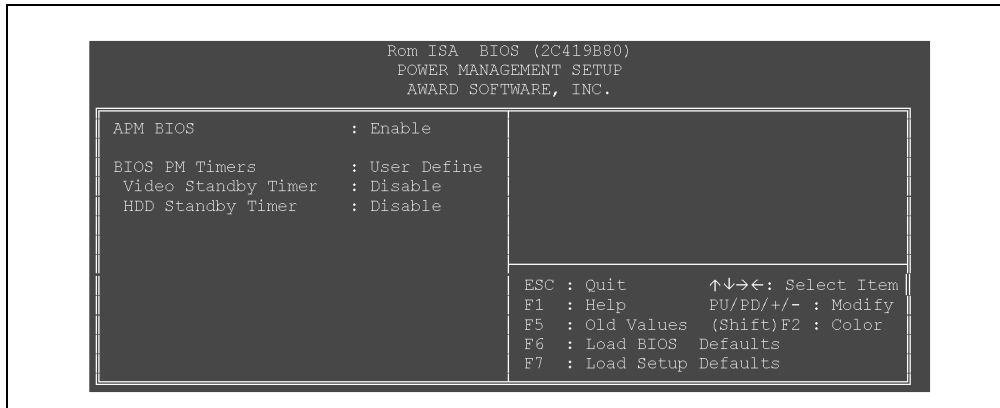 Rom ISA BIOS (2C419B80)
POWER MANAGEMENT SETUP
AWARD SOFTWARE, INC.
APM BIOS : Enable
BIOS PM Timers : User Define
Video Standby Timer : Disable
HDD Standby Timer : Disable
ESC : Quit ↑↓→←: Select Item
F1 : Help PU/PD/+/- : Modify
F5 : Old Values (Shift)F2 : Color
F6 : Load BIOS Defaults
F7 : Load Setup Defaults